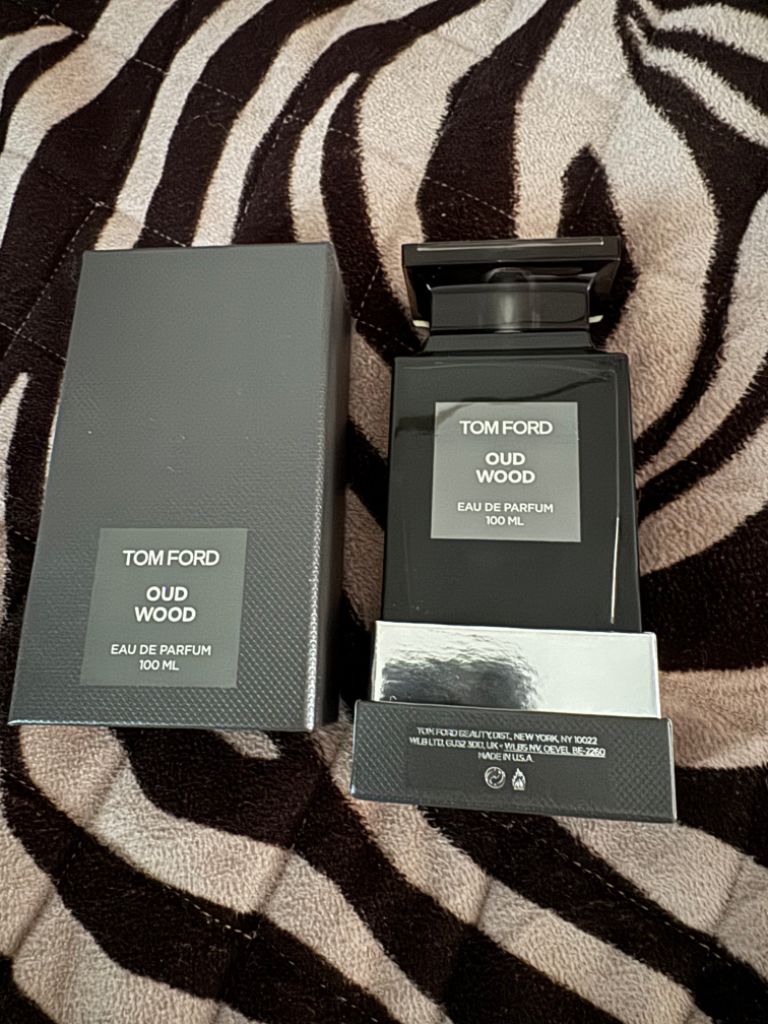 TOM FORD
OUD
WOOD
EAU DE PARFUM
100 ML
TOM FORD
OUD
WOOD
EAU DE PARFUM
100 ML
TOM FORD BEAUTY, DIST., NEW YORK, NY 10022
WLB LTD, GU32 3DD, UK • WLBS NV, OEVEL BE-2260
MADE IN U.S.A.